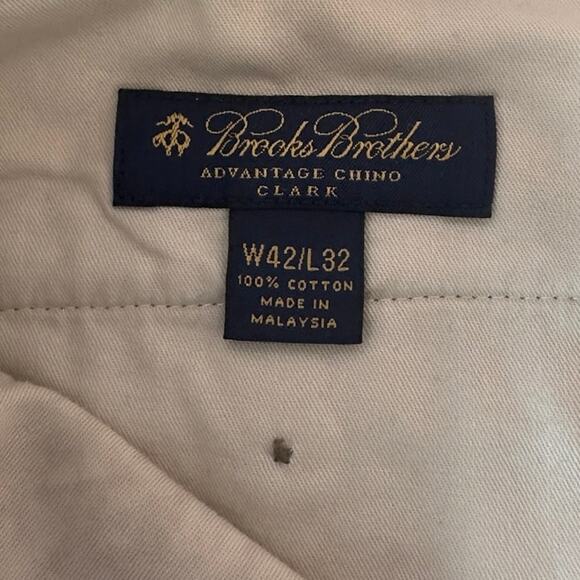 Brooks Brothers
ADVANTAGE CHINO
CLARK
W42/L32
100% COTTON
MADE IN
MALAYSIA